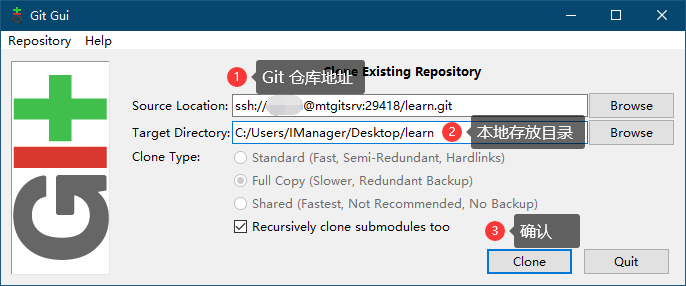 Git Gui
Repository Help
1 Git 仓库地址
Clone Existing Repository
Source Location: ssh:// @mtgitsrv:29418/learn.git Browse
Target Directory: C:/Users/IManager/Desktop/learn 2 本地存放目录 Browse
Clone Type: Standard (Fast, Semi-Redundant, Hardlinks)
Full Copy (Slower, Redundant Backup)
Shared (Fastest, Not Recommended, No Backup)
Recursively clone submodules too
3 确认
Clone Quit